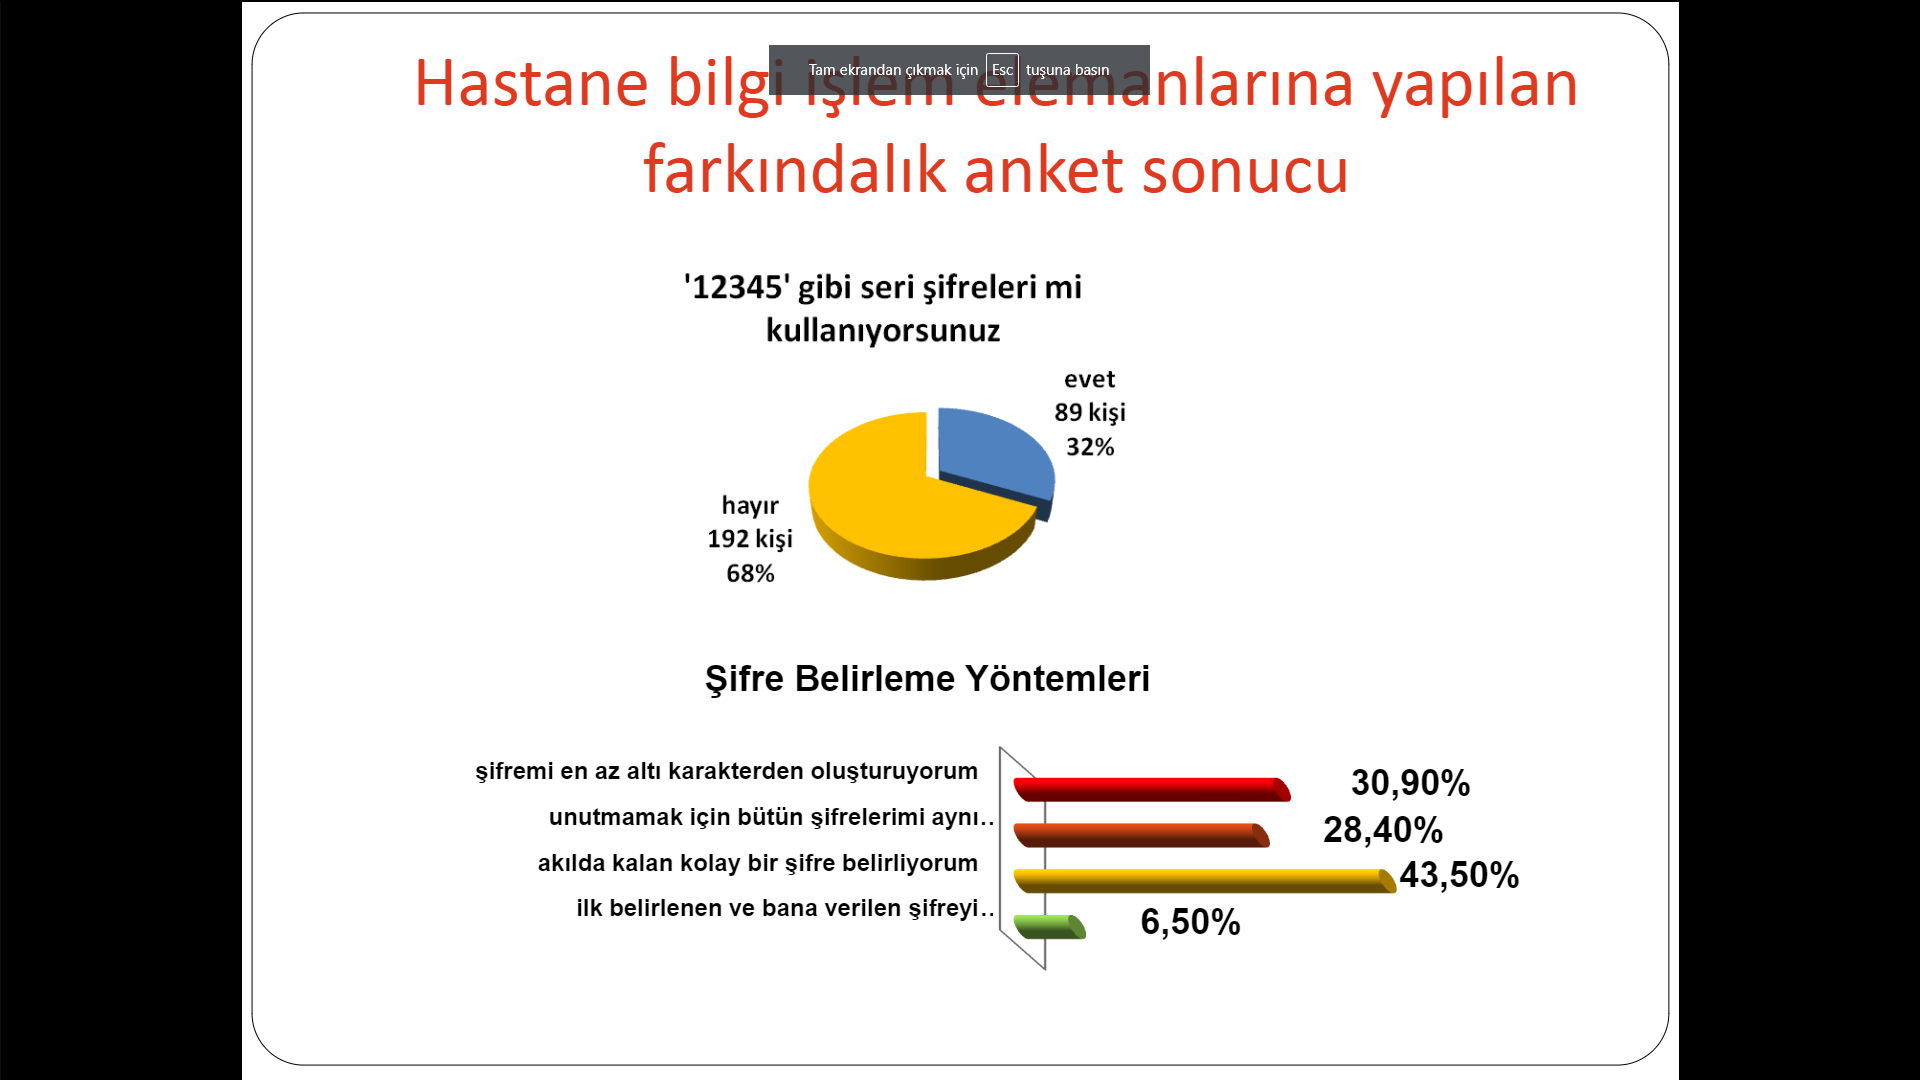 Tam ekrandan çıkmak için Esc tuşuna basın
Hastane bilgi işlem elemanlarına yapılan
farkındalık anket sonucu
'12345' gibi seri şifreleri mi
kullanıyorsunuz
evet
89 kişi
32%
hayır
192 kişi
68%
Şifre Belirleme Yöntemleri
şifremi en az altı karakterden oluşturuyorum 30,90%
unutmamak için bütün şifrelerimi aynı.. 28,40%
akılda kalan kolay bir şifre belirliyorum 43,50%
ilk belirlenen ve bana verilen şifreyi.. 6,50%